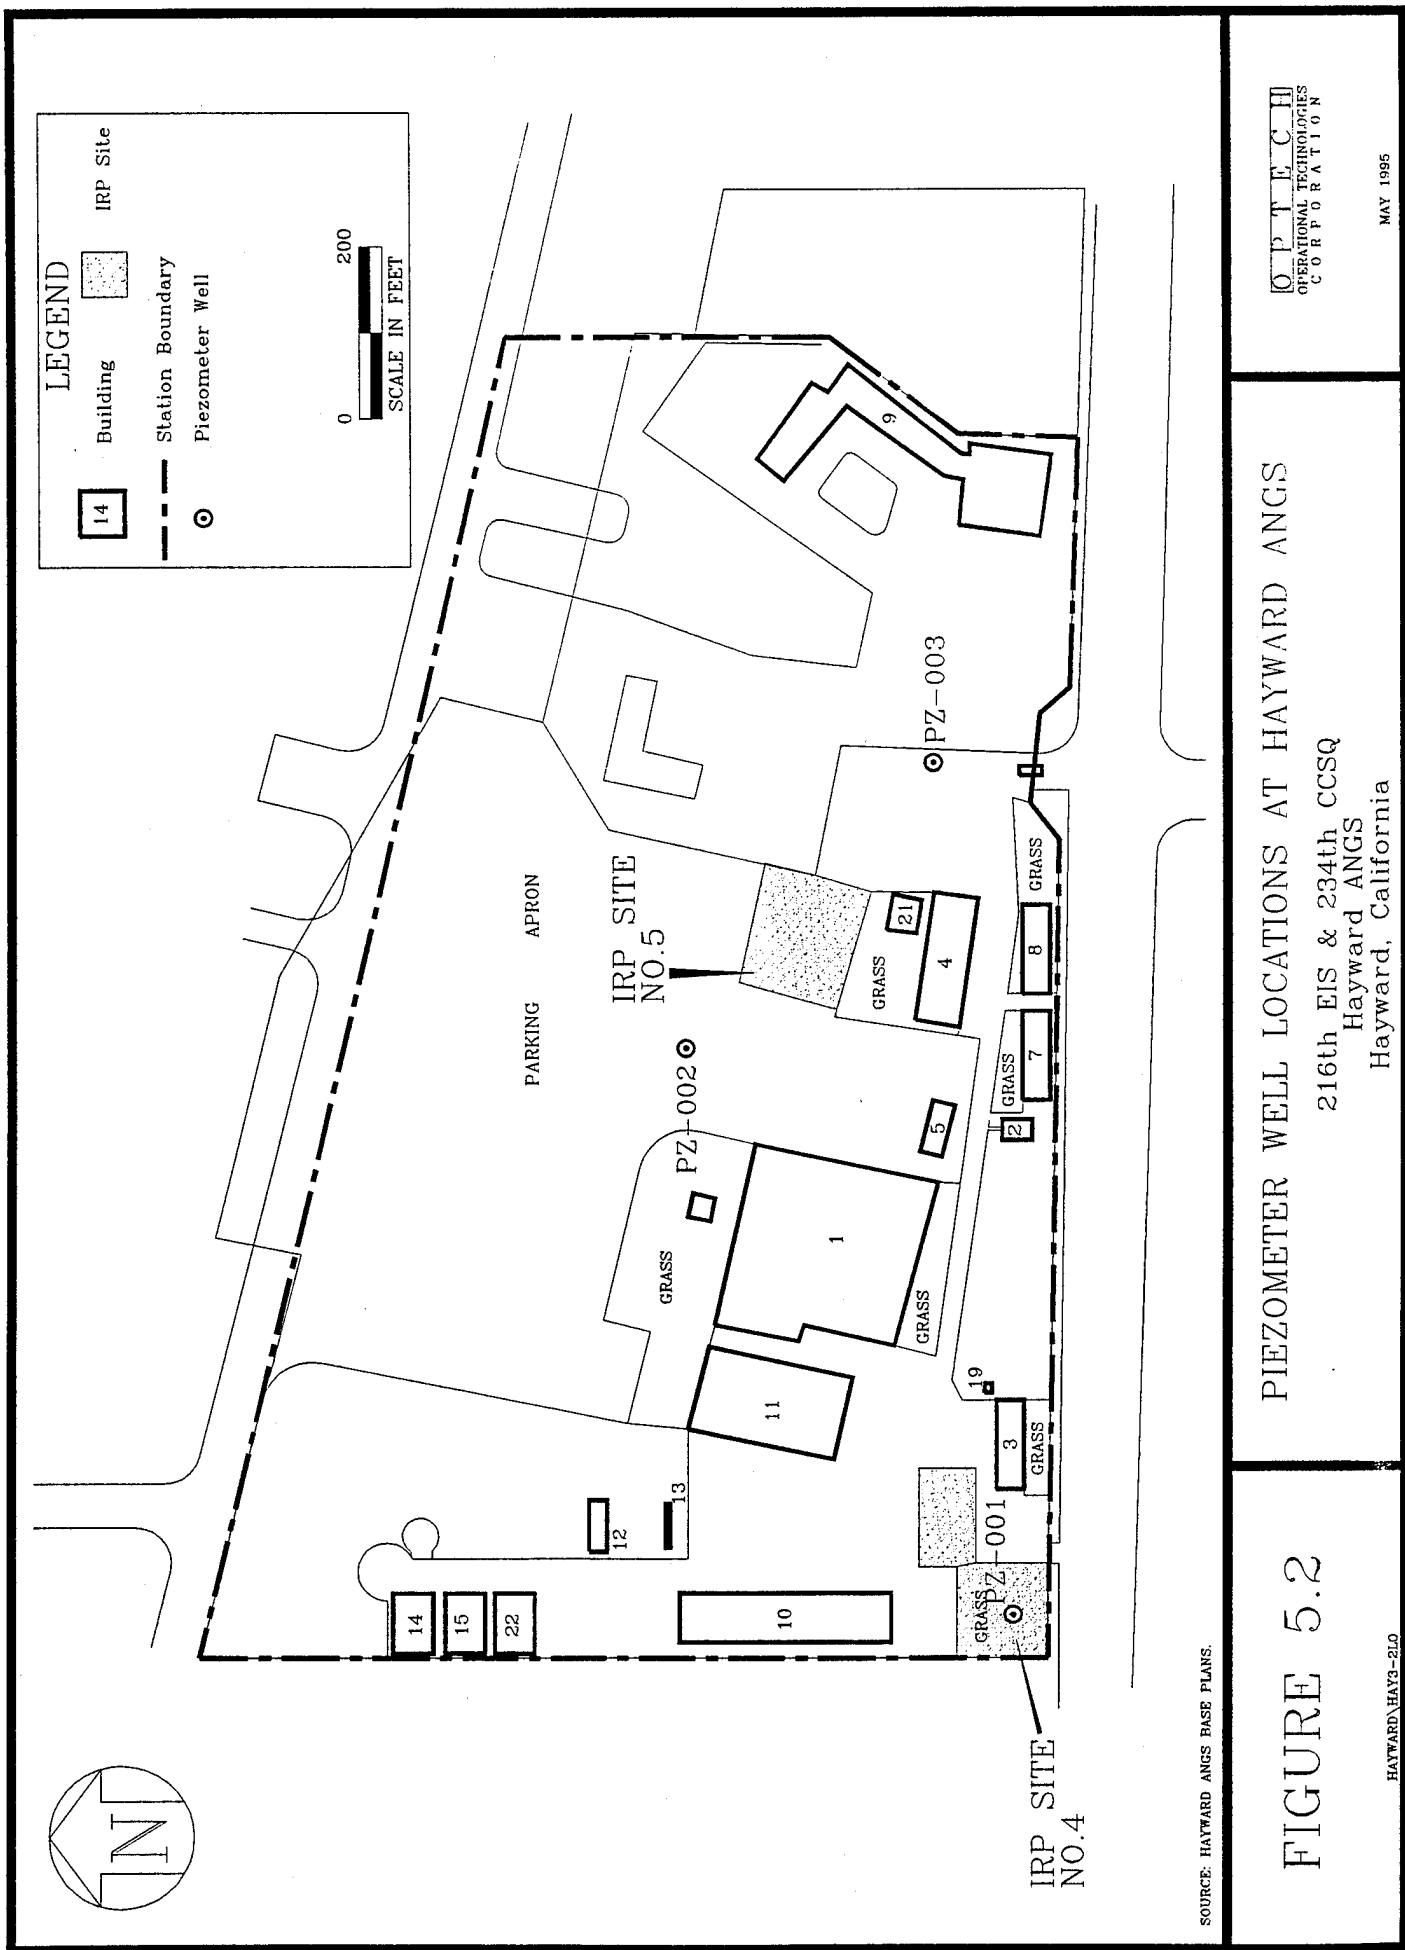 LEGEND
14
Building
IRP Site
Station Boundary
Piezometer Well
0
200
SCALE IN FEET
N
PARKING APRON
IRP SITE
NO.5
PZ-002
PZ-003
9
GRASS
21
4
GRASS
8
GRASS
7
2
5
GRASS
1
GRASS
11
19
3
GRASS
12
13
14
15
22
10
GRASS
PZ-001
IRP SITE
NO.4
SOURCE: HAYWARD ANGS BASE PLANS.
FIGURE 5.2
HAYWARD\HAY3-2LO
PIEZOMETER WELL LOCATIONS AT HAYWARD ANGS
216th EIS & 234th CCSQ
Hayward ANGS
Hayward, California
OPTECH
OPERATIONAL TECHNOLOGIES
CORPORATION
MAY 1995